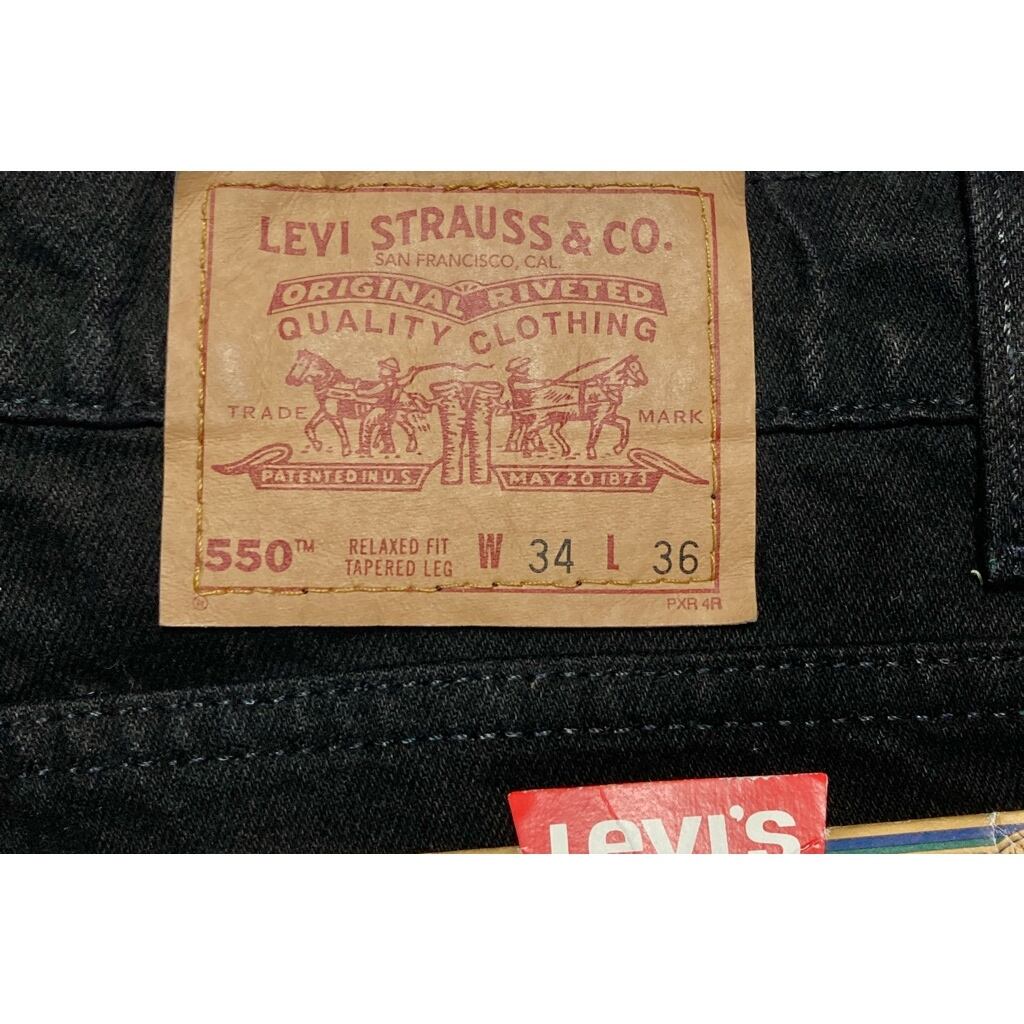 LEVI STRAUSS & CO.
SAN FRANCISCO, CAL.
ORIGINAL RIVETED
QUALITY CLOTHING
TRADE MARK
PATENTED IN U.S. MAY 20 1873
550™ RELAXED FIT W 34 L 36
TAPERED LEG
® PXR 4R
Levi's